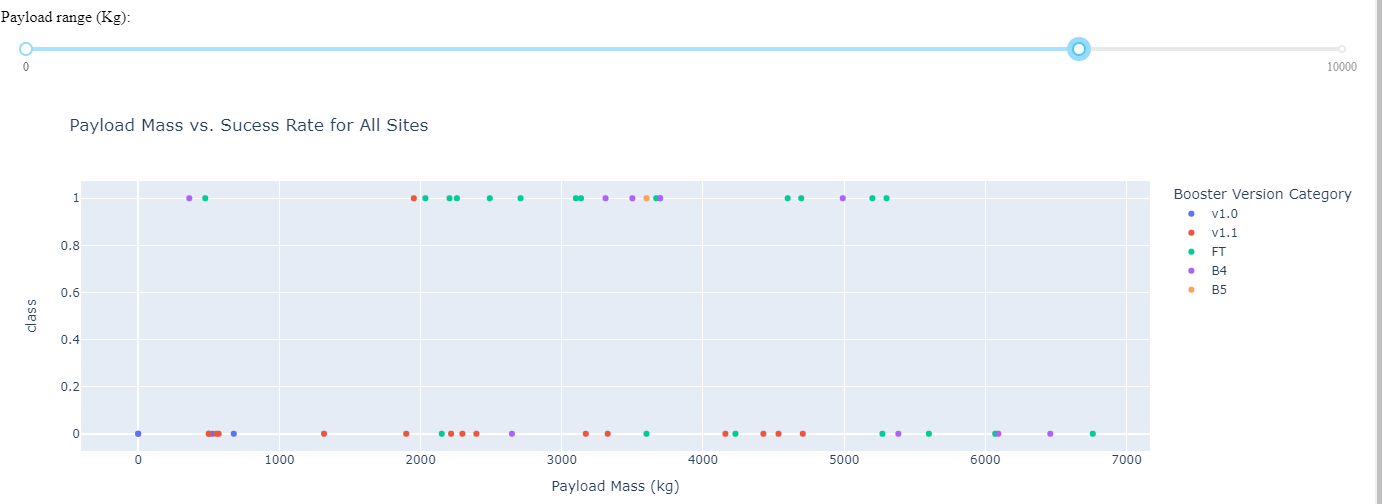 Payload range (Kg):
0 10000
Payload Mass vs. Sucess Rate for All Sites
Booster Version Category
v1.0
v1.1
FT
B4
B5
class
1
0.8
0.6
0.4
0.2
0
0 1000 2000 3000 4000 5000 6000 7000
Payload Mass (kg)